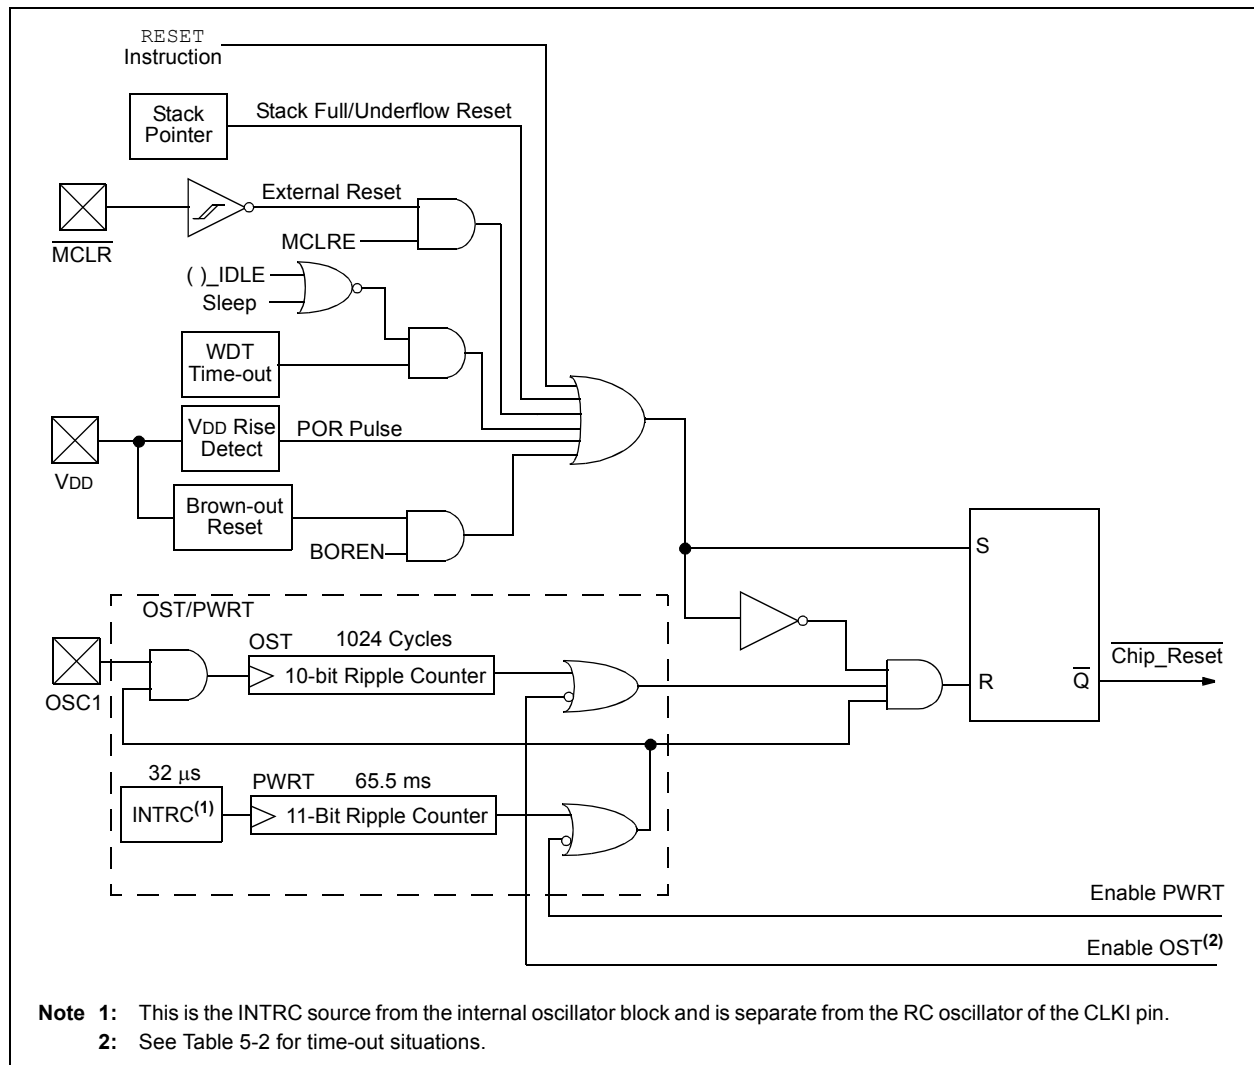 RESET
Instruction
Stack
Pointer
Stack Full/Underflow Reset
External Reset
MCLR
MCLRE
( )_IDLE
Sleep
WDT
Time-out
VDD Rise
Detect
POR Pulse
VDD
Brown-out
Reset
BOREN
S
OST/PWRT
OST
1024 Cycles
10-bit Ripple Counter
OSC1
Chip_Reset
R
Q
32 μs
PWRT
65.5 ms
INTRC(1)
11-Bit Ripple Counter
Enable PWRT
Enable OST(2)
Note 1: This is the INTRC source from the internal oscillator block and is separate from the RC oscillator of the CLKI pin.
2: See Table 5-2 for time-out situations.